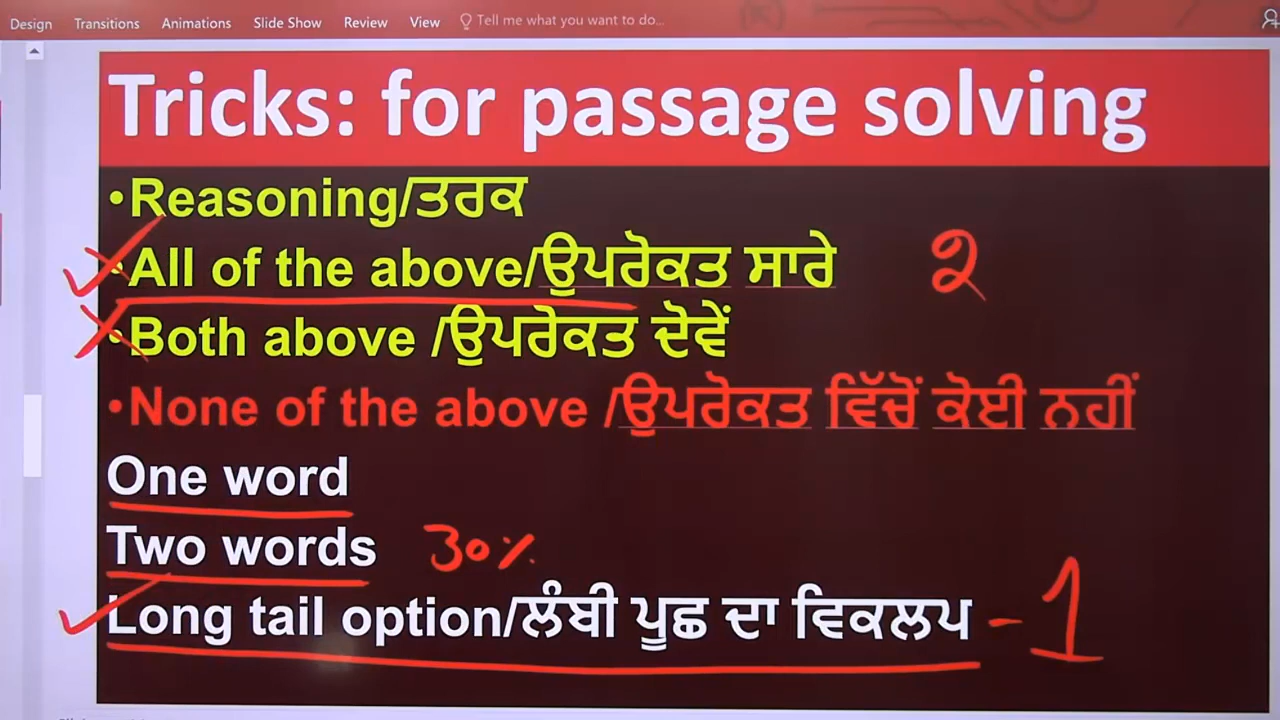 Design Transitions Animations Slide Show Review View Tell me what you want to do...
Tricks: for passage solving
•Reasoning/ਤਰਕ
•All of the above/ਉਪਰੋਕਤ ਸਾਰੇ 2
•Both above /ਉਪਰੋਕਤ ਦੋਵੇਂ
•None of the above /ਉਪਰੋਕਤ ਵਿੱਚੋਂ ਕੋਈ ਨਹੀਂ
One word
Two words 30%
Long tail option/ਲੰਬੀ ਪੂਛ ਦਾ ਵਿਕਲਪ - 1